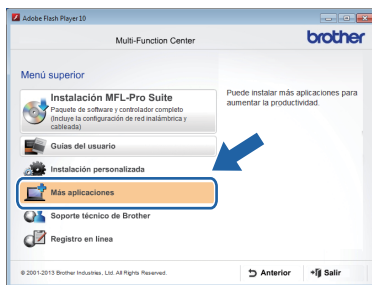 Adobe Flash Player 10
Multi-Function Center
brother
Menú superior
Instalación MFL-Pro Suite
Paquete de software y controlador completo
(Incluye la configuración de red inalámbrica y
cableada)
Guías del usuario
Instalación personalizada
Más aplicaciones
Soporte técnico de Brother
Registro en línea
Puede instalar más aplicaciones para
aumentar la productividad.
© 2001-2013 Brother Industries, Ltd. All Rights Reserved.
Anterior
Salir